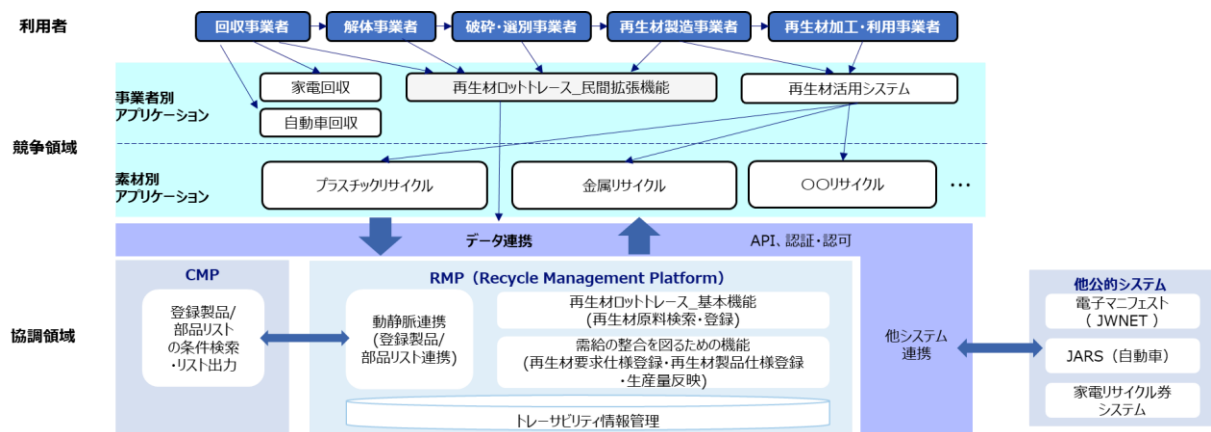 利用者
回収事業者
解体事業者
破砕・選別事業者
再生材製造事業者
再生材加工・利用事業者
競争領域
事業者別
アプリケーション
家電回収
自動車回収
再生材ロットトレース_民間拡張機能
再生材活用システム
素材別
アプリケーション
プラスチックリサイクル
金属リサイクル
〇〇リサイクル
…
協調領域
データ連携
API、認証・認可
CMP
登録製品/
部品リスト
の条件検索
・リスト出力
RMP（Recycle Management Platform）
動静脈連携
(登録製品/
部品リスト連携)
再生材ロットトレース_基本機能
(再生材原料検索・登録)
需給の整合を図るための機能
(再生材要求仕様登録・再生材製品仕様登録
・生産量反映)
トレーサビリティ情報管理
他システム
連携
他公的システム
電子マニフェスト
（ JWNET ）
JARS（自動車）
家電リサイクル券
システム